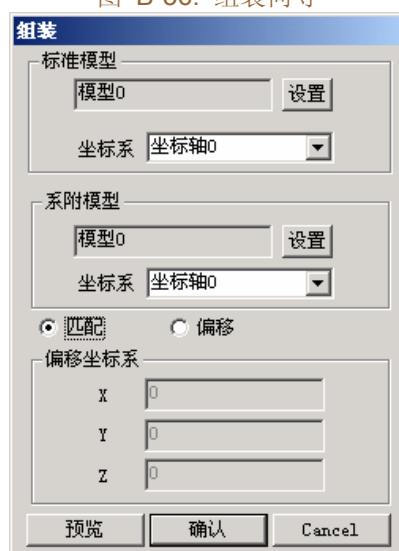 组装
标准模型
模型0 设置
坐标系 坐标轴0
系附模型
模型0 设置
坐标系 坐标轴0
匹配 偏移
偏移坐标系
X 0
Y 0
Z 0
预览 确认 Cancel